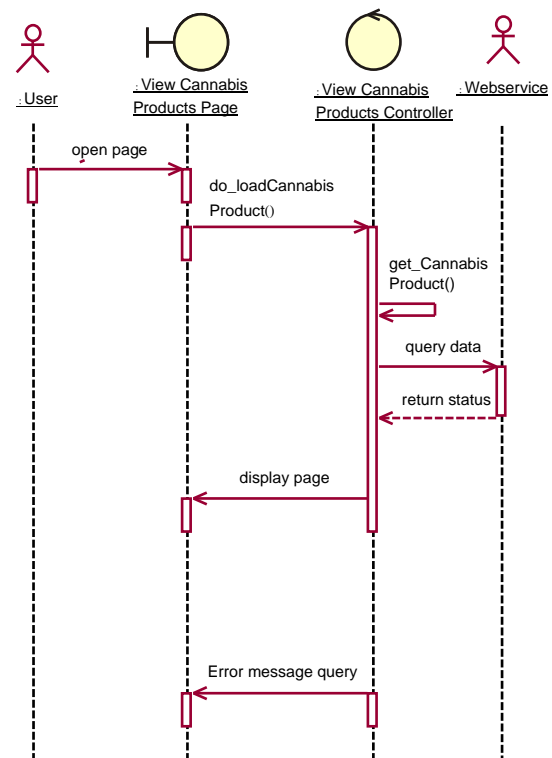 : User
: View Cannabis
Products Page
: View Cannabis
Products Controller
: Webservice
open page
do_loadCannabis
Product()
get_Cannabis
Product()
query data
return status
display page
Error message query